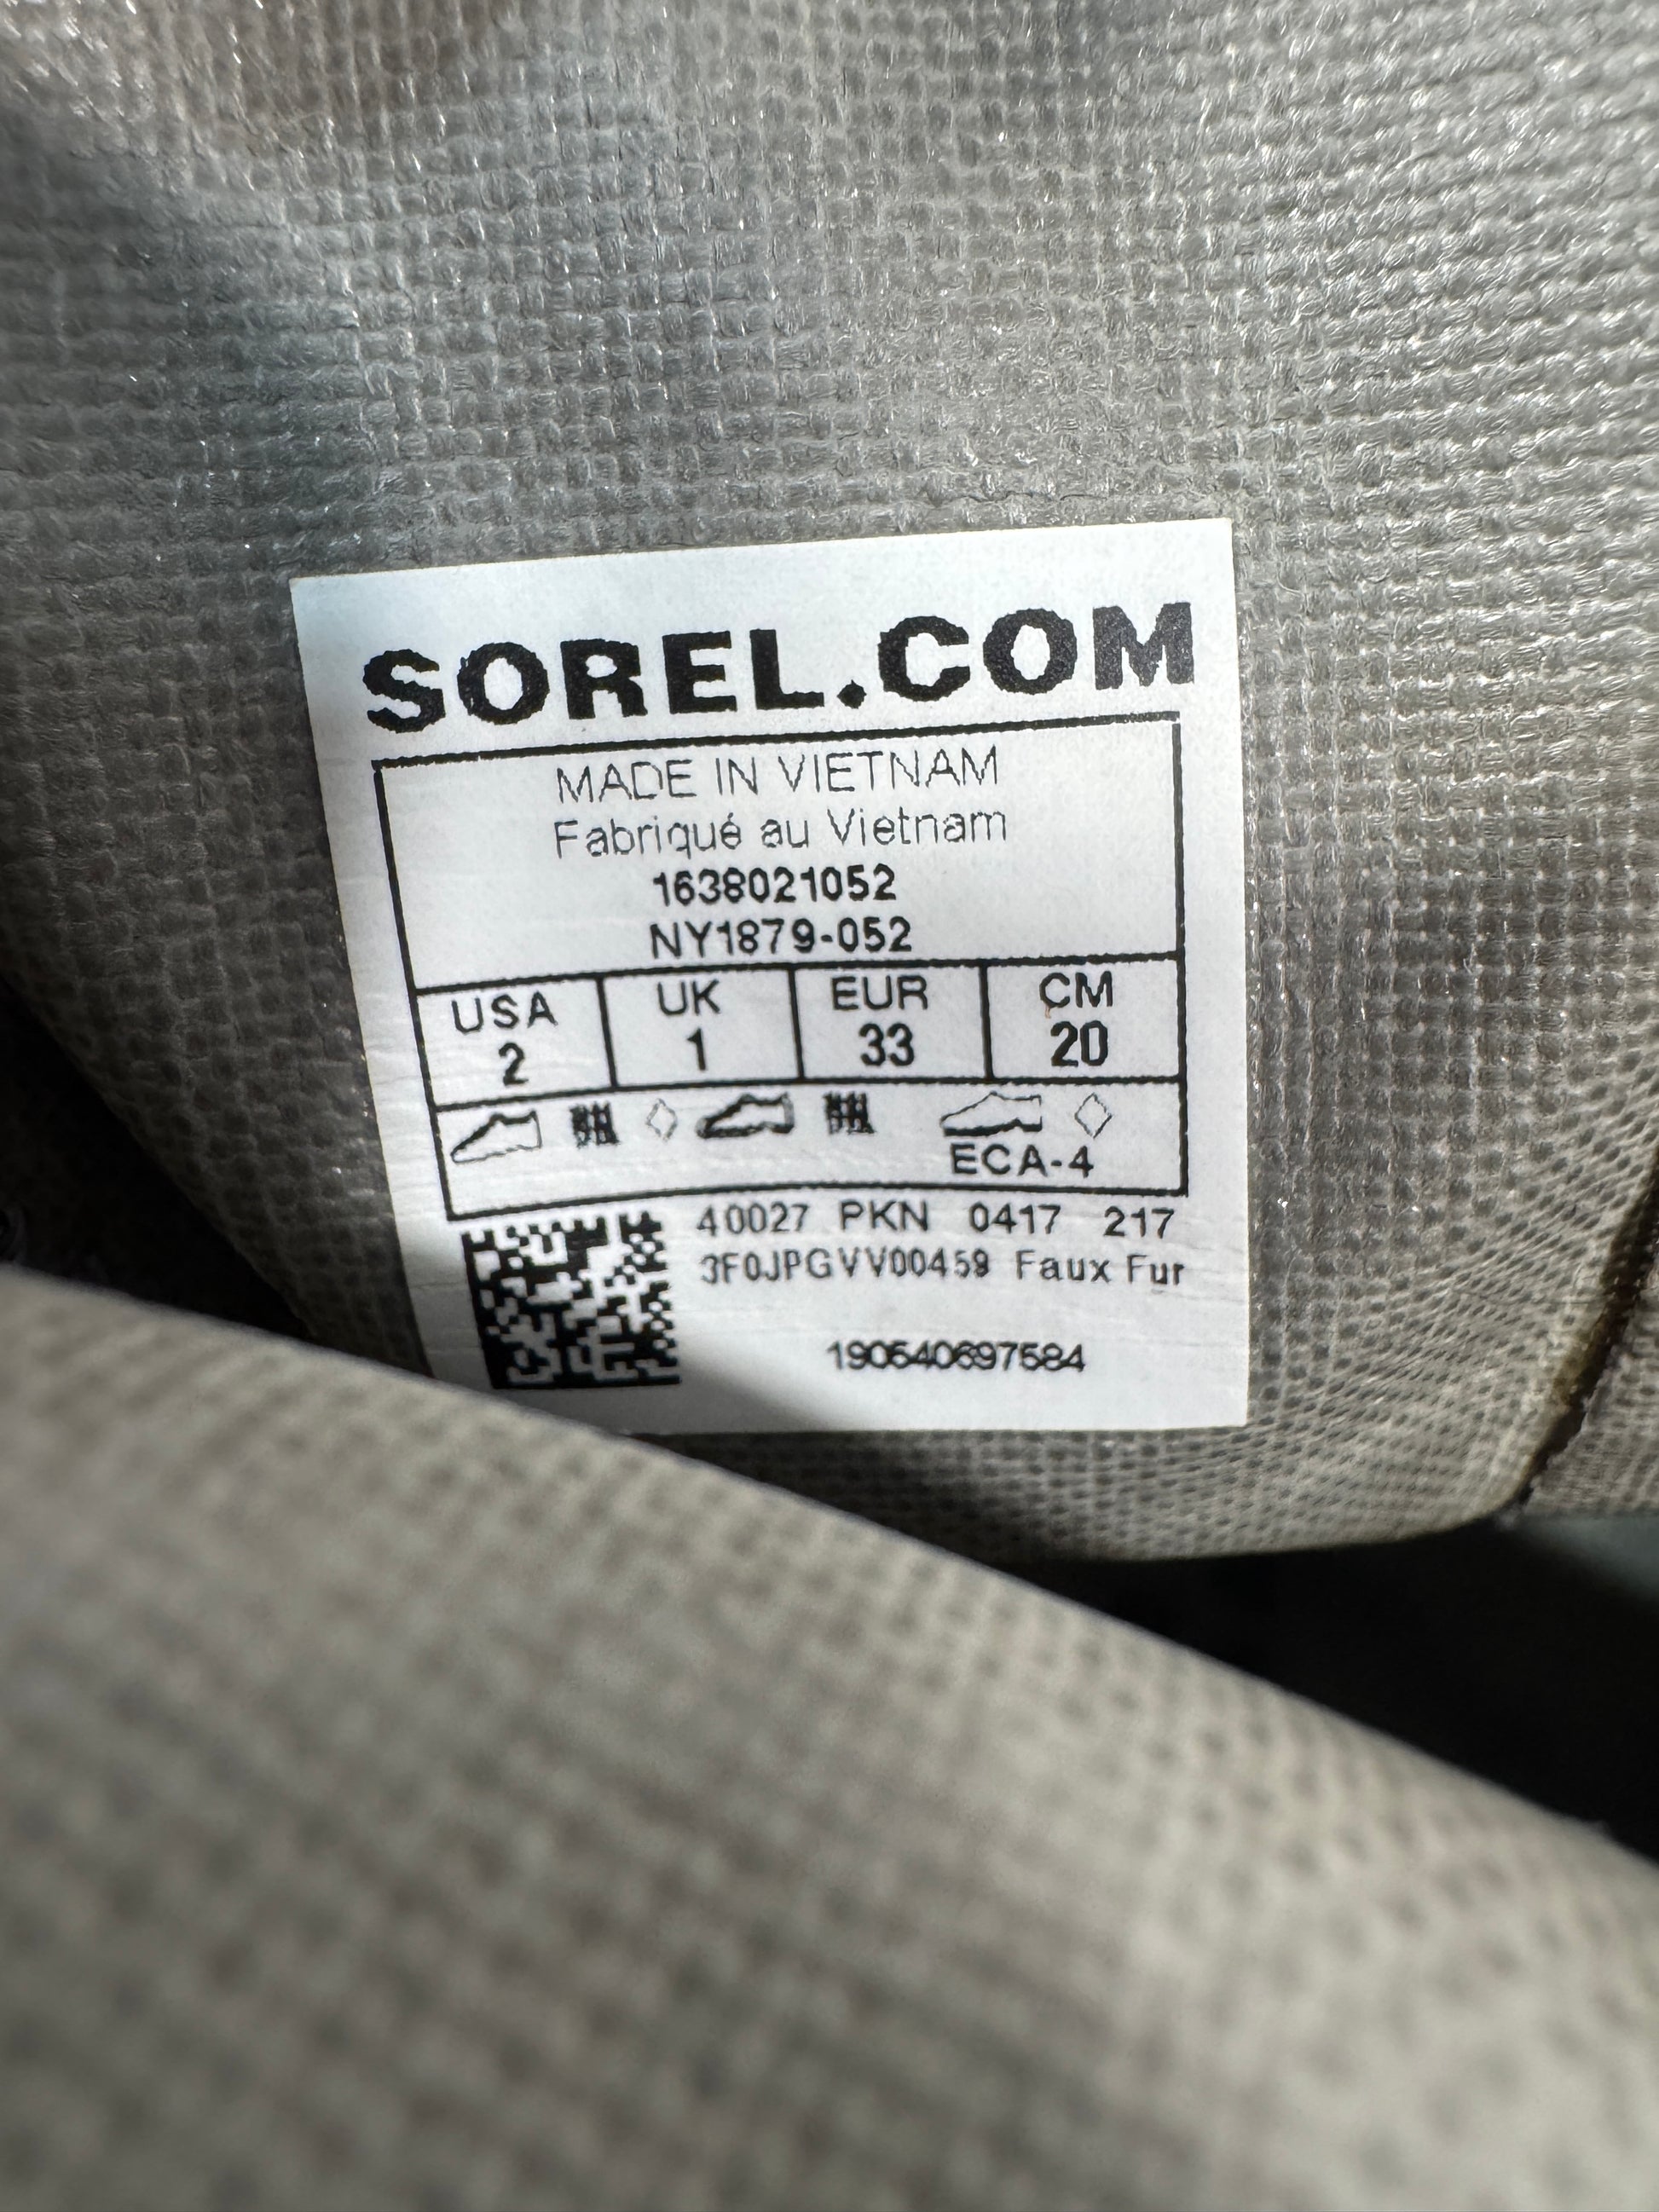 SOREL.COM
MADE IN VIETNAM
Fabriqué au Vietnam
1638021052
NY1879-052
USA UK EUR CM
2 1 33 20
ECA-4
40027 PKN 0417 217
3F0JPGVV00459 Faux Fur
190540697584